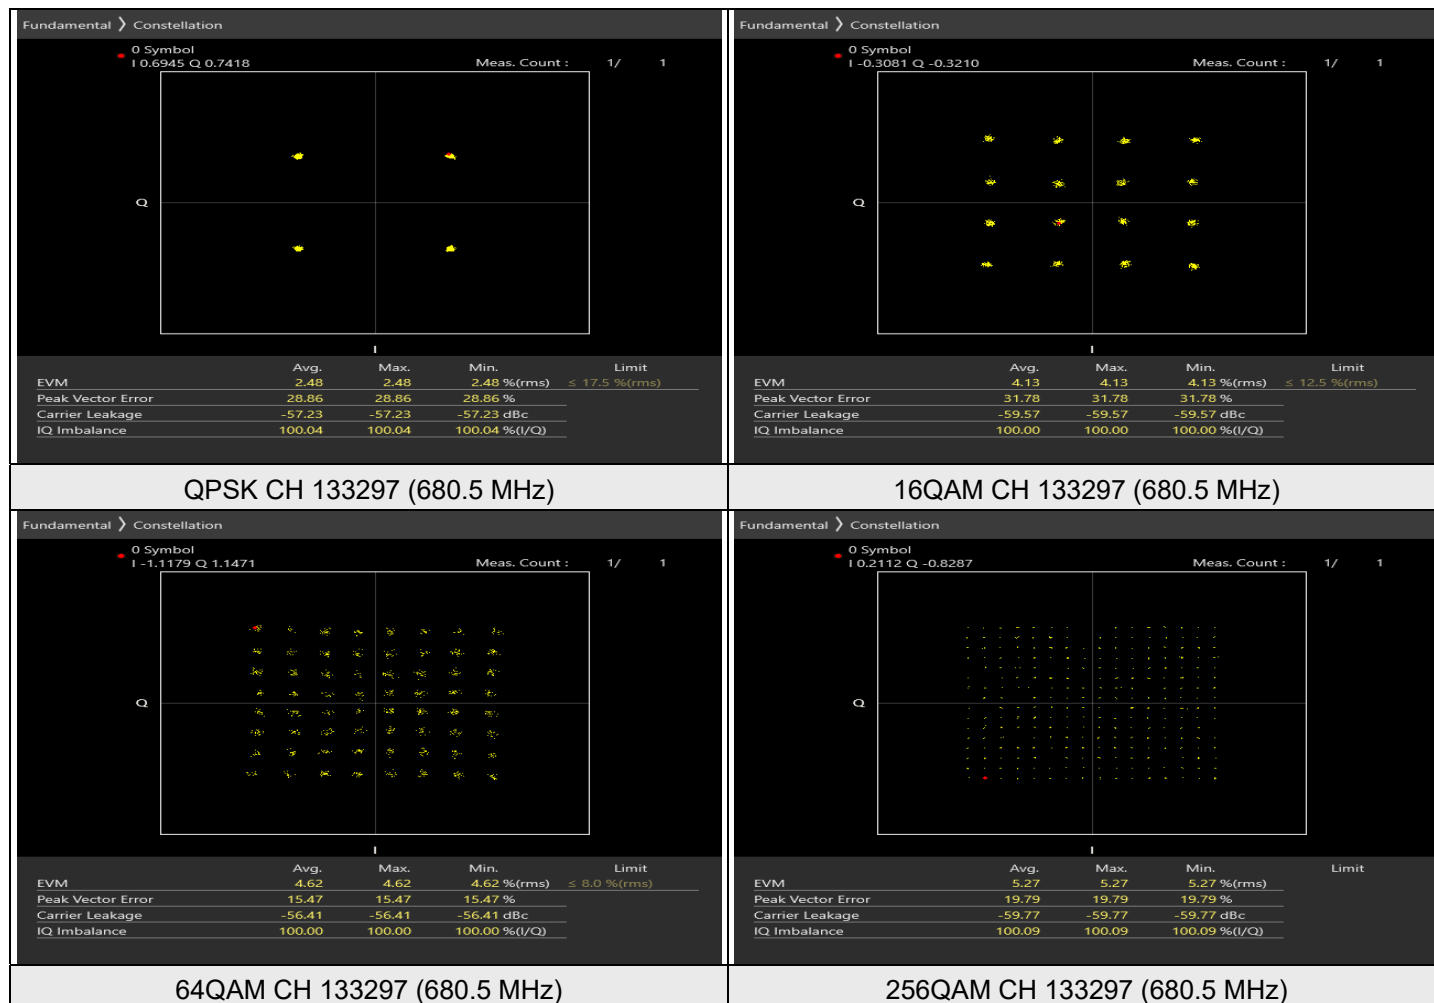 Fundamental ❯ Constellation
0 Symbol
I 0.6945 Q 0.7418 Meas. Count : 1/ 1
Q
I
Avg. Max. Min. Limit
EVM 2.48 2.48 2.48 %(rms) ≤ 17.5 %(rms)
Peak Vector Error 28.86 28.86 28.86 %
Carrier Leakage -57.23 -57.23 -57.23 dBc
IQ Imbalance 100.04 100.04 100.04 %(I/Q)
QPSK CH 133297 (680.5 MHz)
Fundamental ❯ Constellation
0 Symbol
I -0.3081 Q -0.3210 Meas. Count : 1/ 1
Q
I
Avg. Max. Min. Limit
EVM 4.13 4.13 4.13 %(rms) ≤ 12.5 %(rms)
Peak Vector Error 31.78 31.78 31.78 %
Carrier Leakage -59.57 -59.57 -59.57 dBc
IQ Imbalance 100.00 100.00 100.00 %(I/Q)
16QAM CH 133297 (680.5 MHz)
Fundamental ❯ Constellation
0 Symbol
I -1.1179 Q 1.1471 Meas. Count : 1/ 1
Q
I
Avg. Max. Min. Limit
EVM 4.62 4.62 4.62 %(rms) ≤ 8.0 %(rms)
Peak Vector Error 15.47 15.47 15.47 %
Carrier Leakage -56.41 -56.41 -56.41 dBc
IQ Imbalance 100.00 100.00 100.00 %(I/Q)
64QAM CH 133297 (680.5 MHz)
Fundamental ❯ Constellation
0 Symbol
I 0.2112 Q -0.8287 Meas. Count : 1/ 1
Q
I
Avg. Max. Min. Limit
EVM 5.27 5.27 5.27 %(rms)
Peak Vector Error 19.79 19.79 19.79 %
Carrier Leakage -59.77 -59.77 -59.77 dBc
IQ Imbalance 100.09 100.09 100.09 %(I/Q)
256QAM CH 133297 (680.5 MHz)